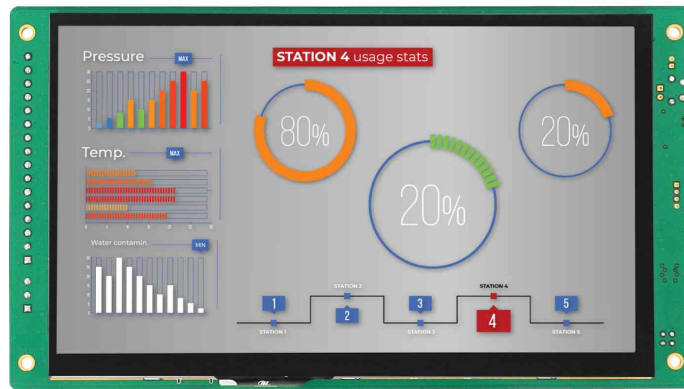 Pressure
MAX
STATION 4 usage stats
80%
20%
20%
Temp.
MAX
Water contamin.
MIN
STATION 2
STATION 4
1
3
5
2
4
STATION 1
STATION 3
STATION 5